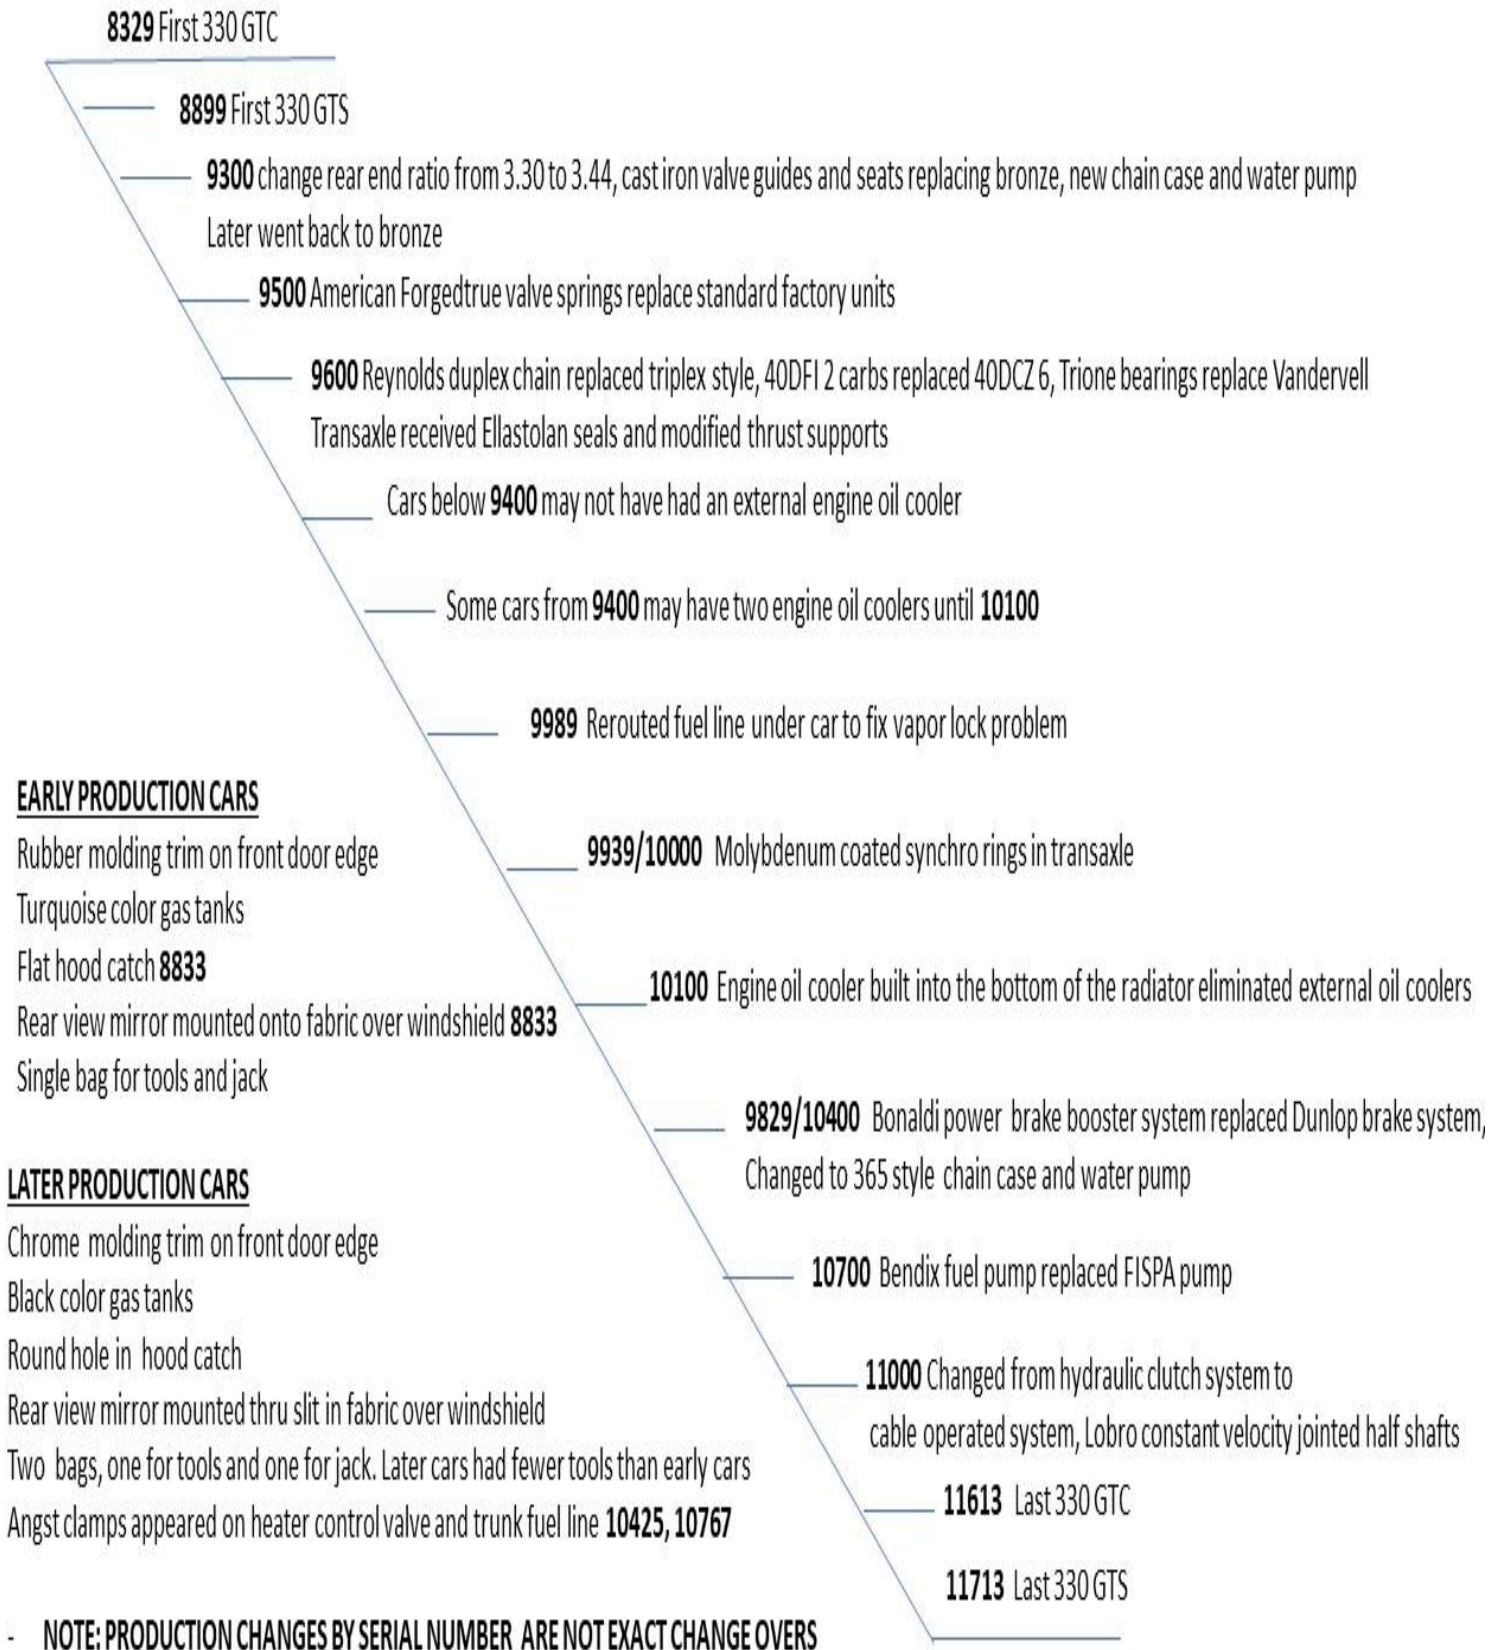 8329 First 330 GTC
8899 First 330 GTS
9300 change rear end ratio from 3.30 to 3.44, cast iron valve guides and seats replacing bronze, new chain case and water pump
Later went back to bronze
9500 American Forgedtrue valve springs replace standard factory units
9600 Reynolds duplex chain replaced triplex style, 40DFI 2 carbs replaced 40DCZ 6, Trione bearings replace Vandervell
Transaxle received Ellastolan seals and modified thrust supports
Cars below 9400 may not have had an external engine oil cooler
Some cars from 9400 may have two engine oil coolers until 10100
9989 Rerouted fuel line under car to fix vapor lock problem
9939/10000 Molybdenum coated synchro rings in transaxle
10100 Engine oil cooler built into the bottom of the radiator eliminated external oil coolers
9829/10400 Bonaldi power brake booster system replaced Dunlop brake system,
Changed to 365 style chain case and water pump
10700 Bendix fuel pump replaced FISPA pump
11000 Changed from hydraulic clutch system to
cable operated system, Lobro constant velocity jointed half shafts
11613 Last 330 GTC
11713 Last 330 GTS
EARLY PRODUCTION CARS
Rubber molding trim on front door edge
Turquoise color gas tanks
Flat hood catch 8833
Rear view mirror mounted onto fabric over windshield 8833
Single bag for tools and jack
LATER PRODUCTION CARS
Chrome molding trim on front door edge
Black color gas tanks
Round hole in hood catch
Rear view mirror mounted thru slit in fabric over windshield
Two bags, one for tools and one for jack. Later cars had fewer tools than early cars
Angst clamps appeared on heater control valve and trunk fuel line 10425, 10767
- NOTE: PRODUCTION CHANGES BY SERIAL NUMBER ARE NOT EXACT CHANGE OVERS